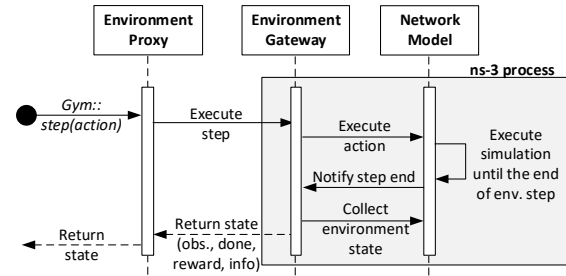 Environment
Proxy
Environment
Gateway
Network
Model
ns-3 process
Gym::
step(action)
Execute
step
Execute
action
Execute
simulation
until the end
of env. step
Notify step end
Collect
environment
state
Return state
(obs., done,
reward, info)
Return
state